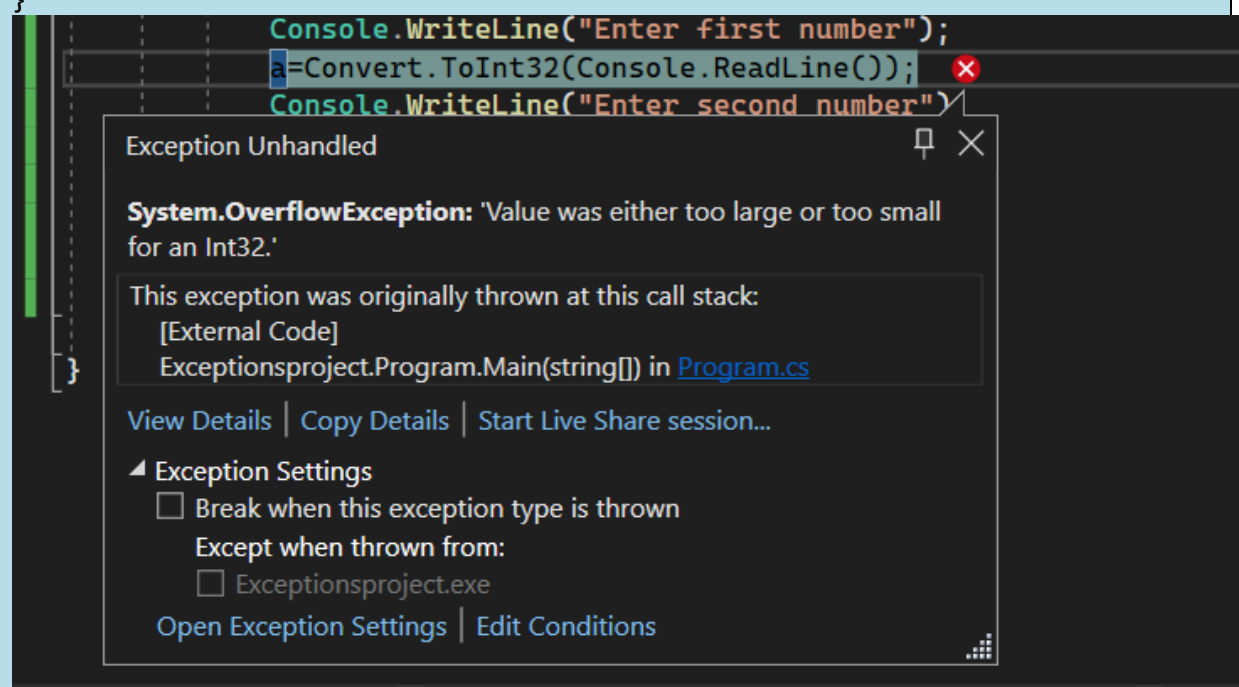 }
Console.WriteLine("Enter first number");
a=Convert.ToInt32(Console.ReadLine());
Console.WriteLine("Enter second number")
Exception Unhandled
System.OverflowException: 'Value was either too large or too small
for an Int32.'
This exception was originally thrown at this call stack:
[External Code]
Exceptionsproject.Program.Main(string[]) in Program.cs
View Details | Copy Details | Start Live Share session...
Exception Settings
Break when this exception type is thrown
Except when thrown from:
Exceptionsproject.exe
Open Exception Settings | Edit Conditions
}